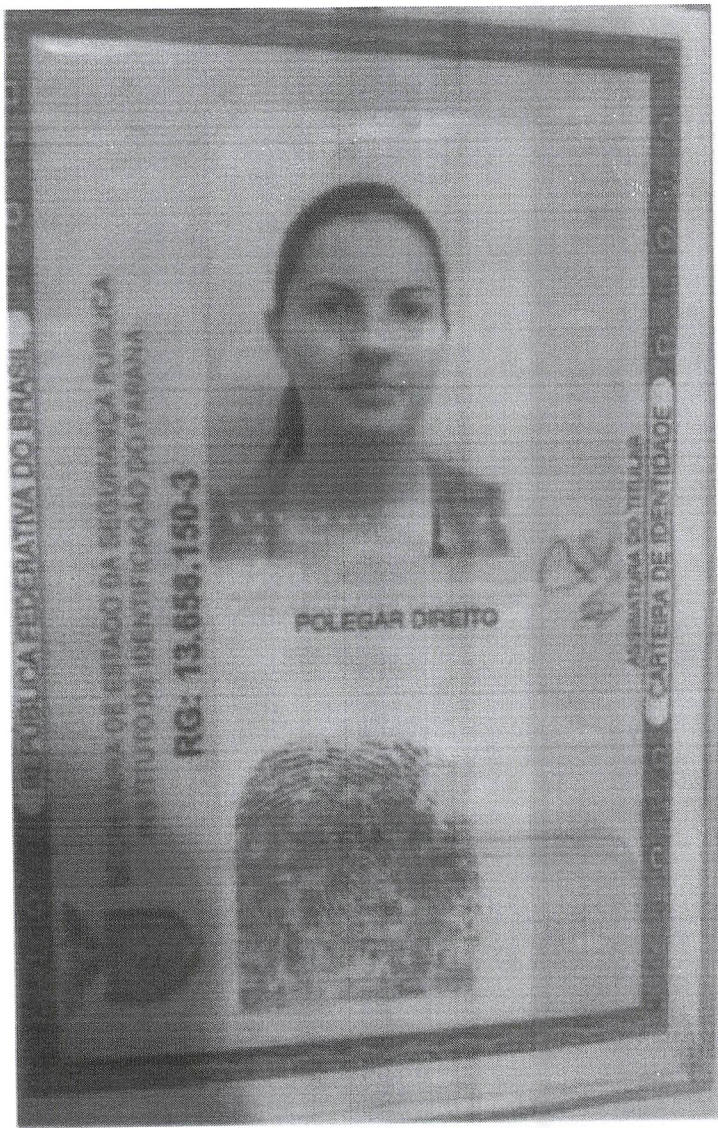 REPÚBLICA FEDERATIVA DO BRASIL
DE ESTADO DA SEGURANÇA PÚBLICA
INSTITUTO DE IDENTIFICAÇÃO DO PARANÁ
RG: 13.658.150-3
POLEGAR DIREITO
ASSINATURA DO TITULAR
CARTEIRA DE IDENTIDADE